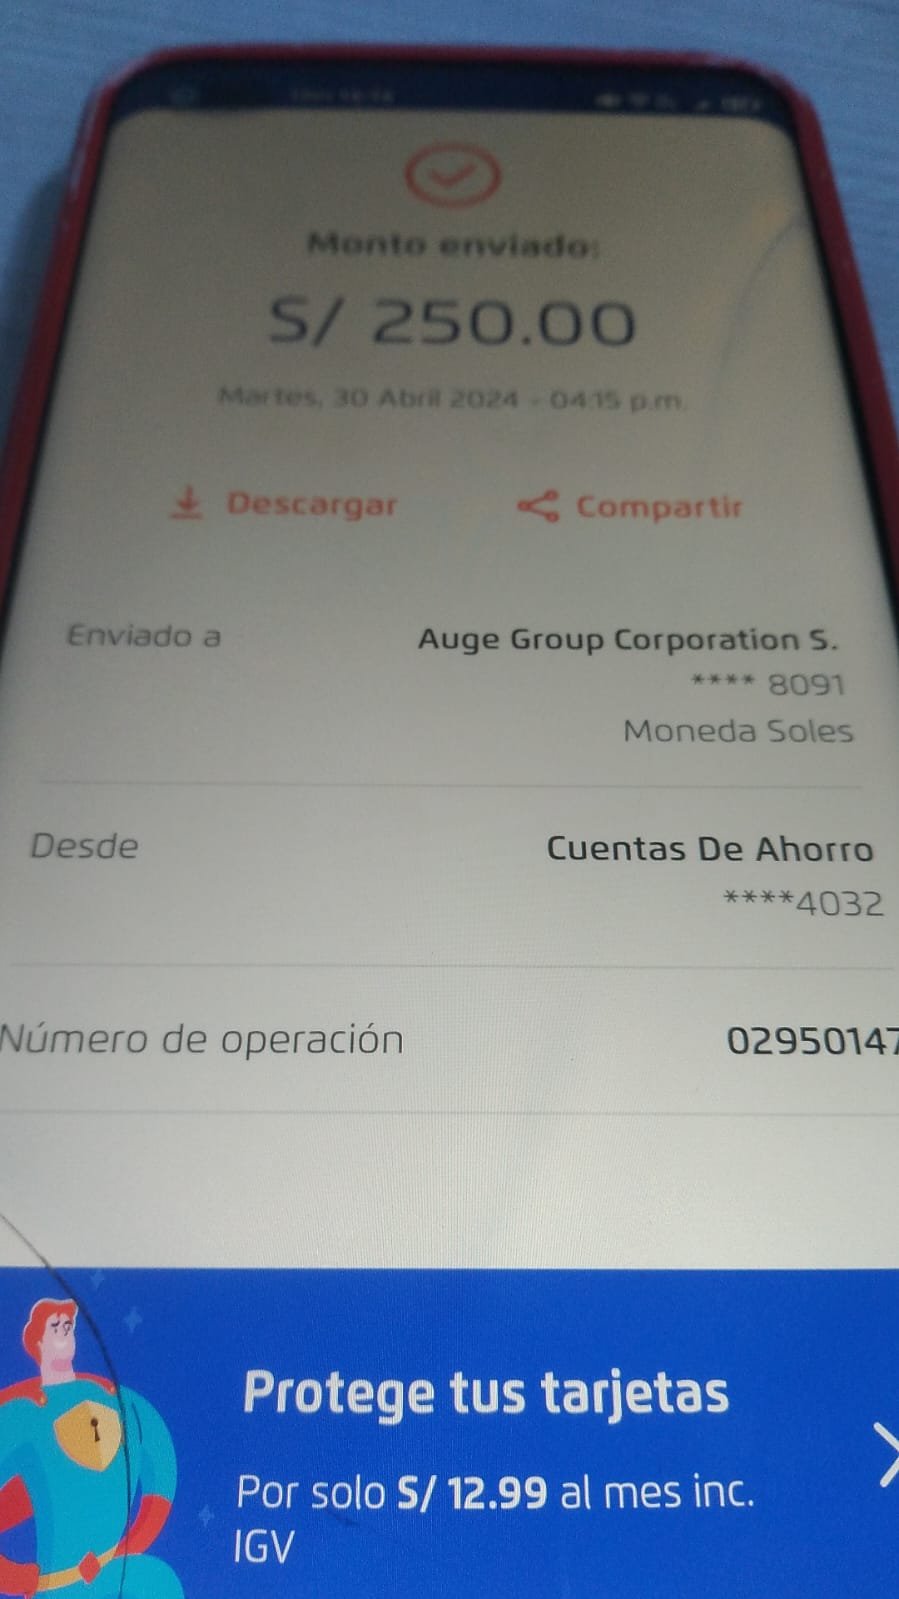 Monto enviado:
S/ 250.00
Martes, 30 Abril 2024 - 04:15 p.m.
Descargar
Compartir
Enviado a
Auge Group Corporation S.
**** 8091
Moneda Soles
Desde
Cuentas De Ahorro
****4032
Número de operación
02950147
Protege tus tarjetas
Por solo S/ 12.99 al mes inc.
IGV